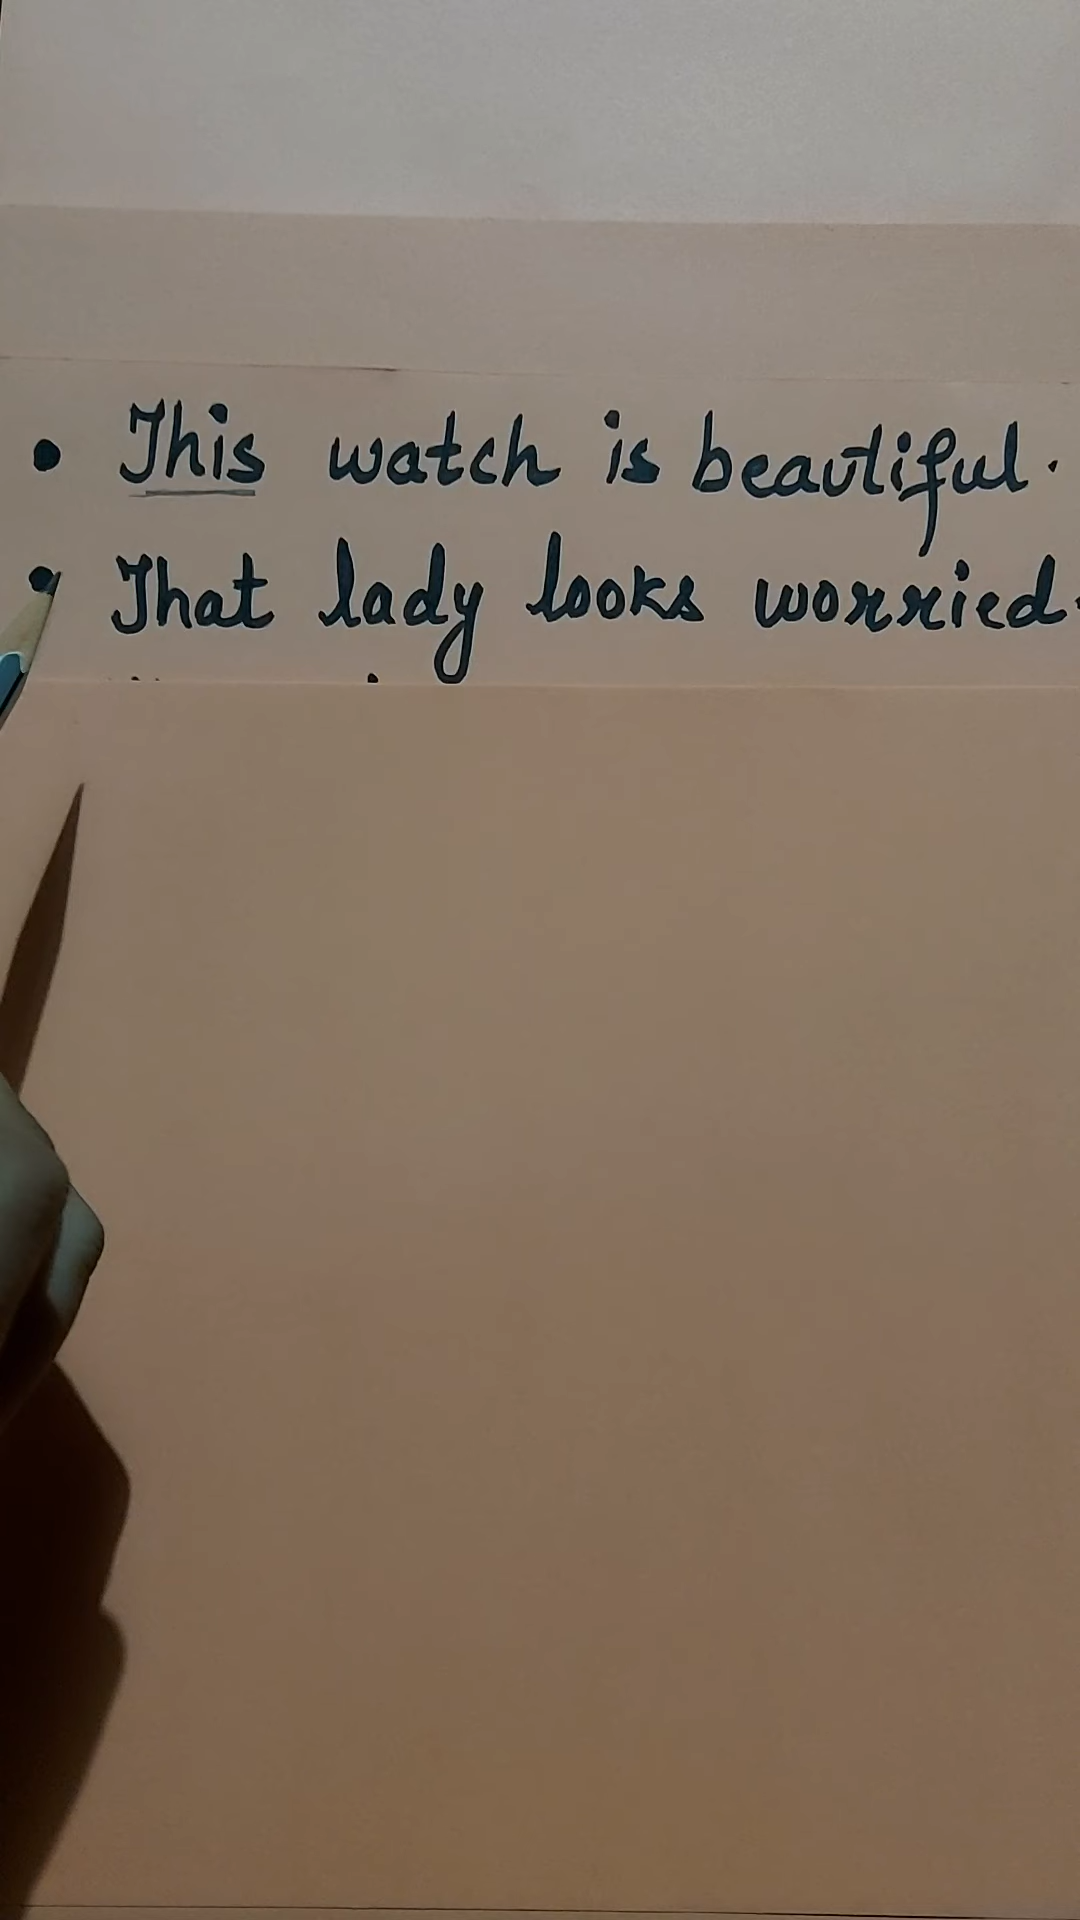 • This watch is beautiful.
• That lady looks worried.